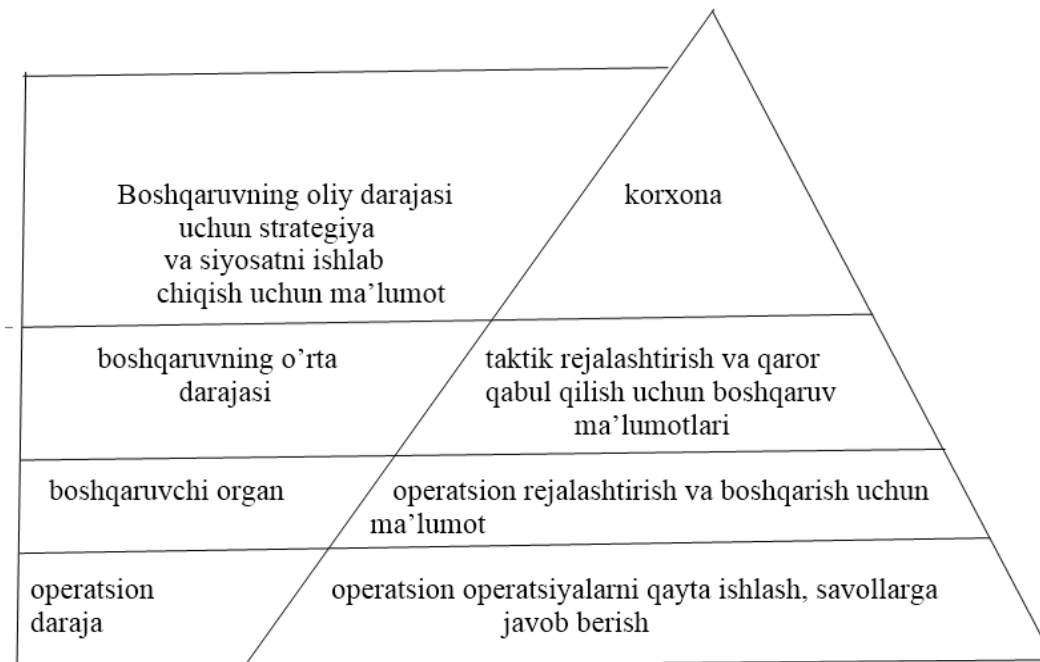 Boshqaruvning oliy darajasi
uchun strategiya
va siyosatni ishlab
chiqish uchun ma’lumot
korxona
boshqaruvning o’rta
darajasi
taktik rejalashtirish va qaror
qabul qilish uchun boshqaruv
ma’lumotlari
boshqaruvchi organ
operatsion rejalashtirish va boshqarish uchun
ma’lumot
operatsion
daraja
operatsion operatsiyalarni qayta ishlash, savollarga
javob berish